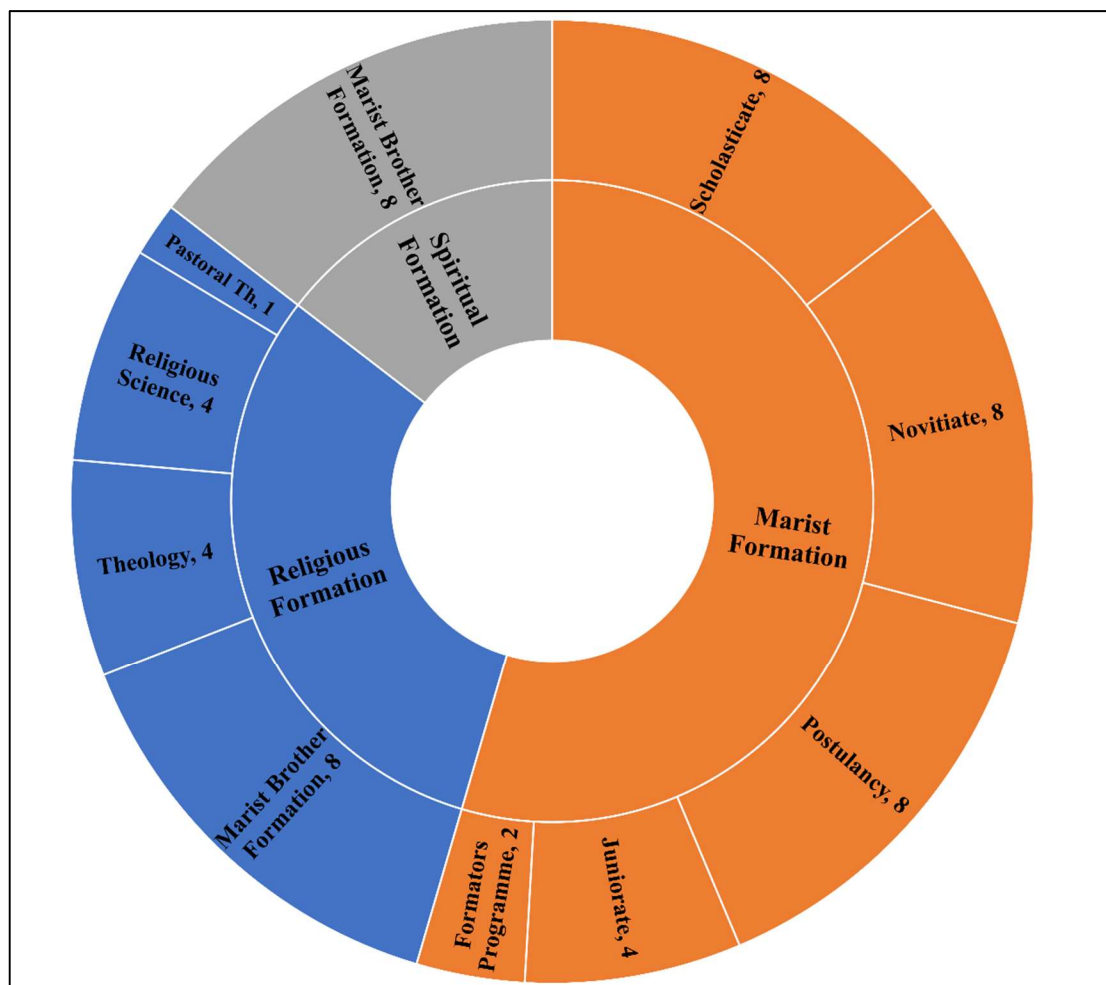 Scholasticate, 8
Novitiate, 8
Postulancy, 8
Juniorate, 4
Formators
Programme, 2
Marist Brother
Formation, 8
Theology, 4
Religious
Science, 4
Pastoral Th, 1
Marist Brother
Formation, 8
Marist
Formation
Religious
Formation
Spiritual
Formation